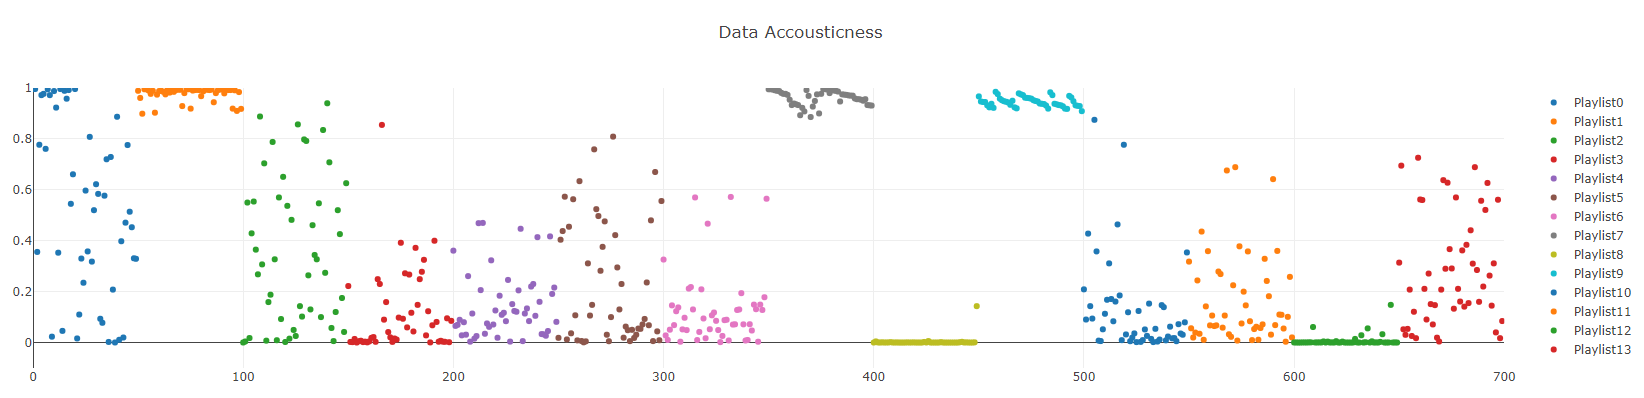 Data Accousticness
1
0.8
0.6
0.4
0.2
0
0 100 200 300 400 500 600 700
Playlist0
Playlist1
Playlist2
Playlist3
Playlist4
Playlist5
Playlist6
Playlist7
Playlist8
Playlist9
Playlist10
Playlist11
Playlist12
Playlist13